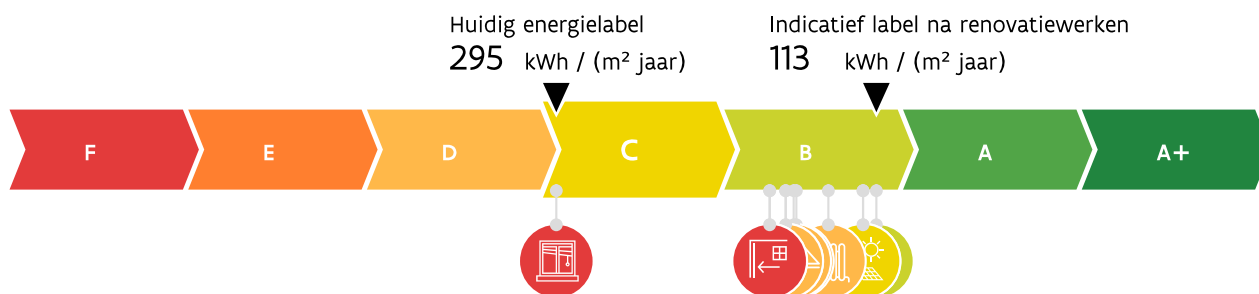 Huidig energielabel
295 kWh / (m² jaar)
Indicatief label na renovatiewerken
113 kWh / (m² jaar)
F E D C B A A+